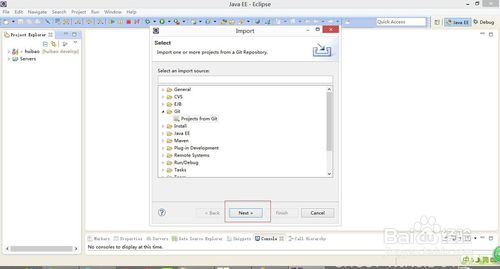 Java EE - Eclipse
Source Refactor Navigate Search Project Run Window Help
Quick Access
Java EE
Debug
Project Explorer
> huibao [huibao develop]
Servers
Import
Select
Import one or more projects from a Git Repository.
Select an import source:
General
CVS
EJB
Git
Projects from Git
Install
Java EE
Maven
Plug-in Development
Remote Systems
Run/Debug
Tasks
Team
< Back
Next >
Finish
Cancel
Markers
Properties
Servers
Data Source Explorer
Snippets
Console
Call Hierarchy
No consoles to display at this time.
Baidu 经验